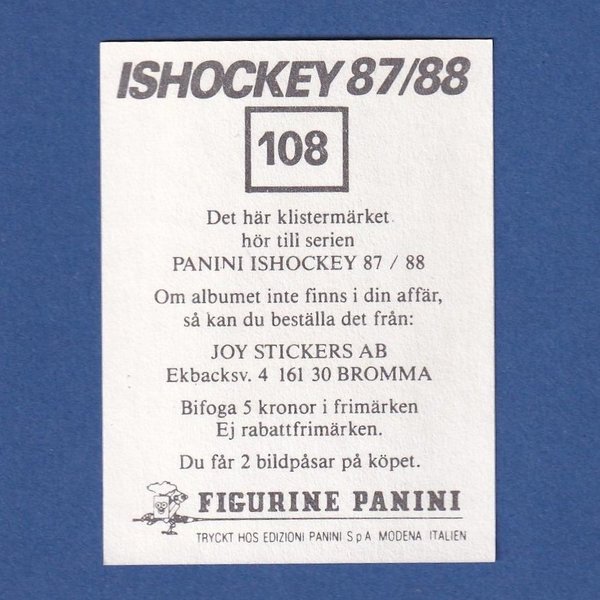 ISHOCKEY 87/88
108
Det här klistermärket
hör till serien
PANINI ISHOCKEY 87 / 88
Om albumet inte finns i din affär,
så kan du beställa det från:
JOY STICKERS AB
Ekbacksv. 4 161 30 BROMMA
Bifoga 5 kronor i frimärken
Ej rabattfrimärken.
Du får 2 bildpåsar på köpet.
FIGURINE PANINI
TRYCKT HOS EDIZIONI PANINI S p A MODENA ITALIEN